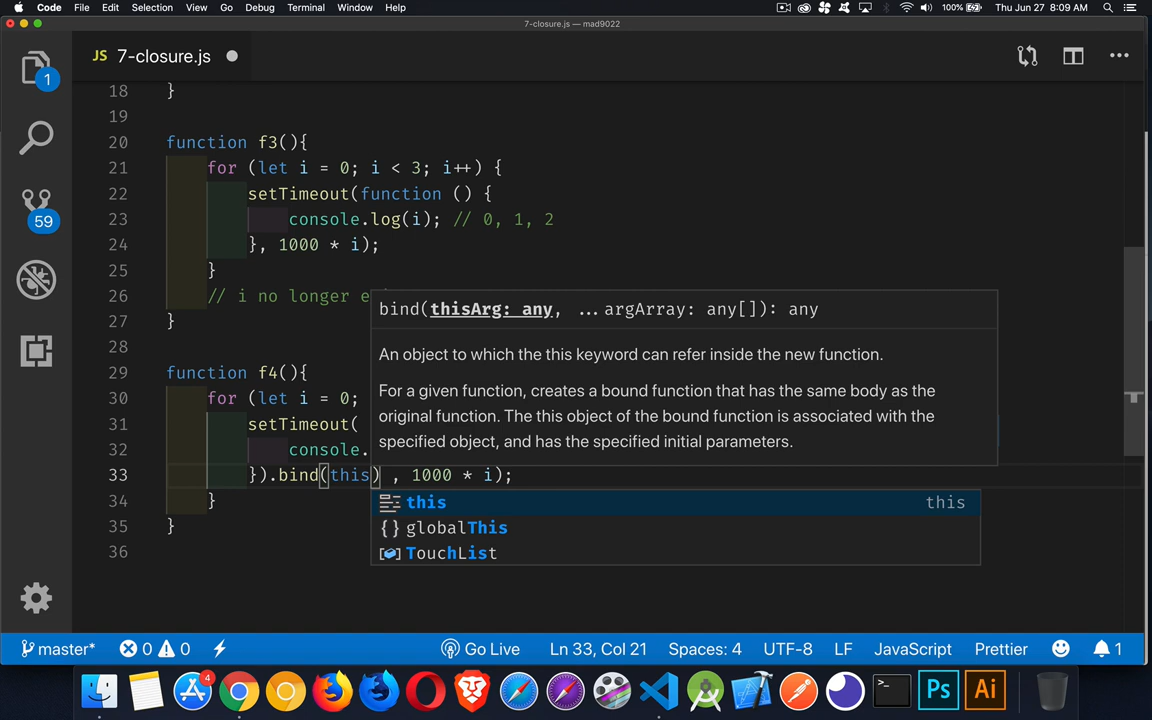 Code File Edit Selection View Go Debug Terminal Window Help 100% Thu Jun 27 8:09 AM
7-closure.js — mad9022
JS 7-closure.js
1
59
18 }
19
20 function f3(){
21 for (let i = 0; i < 3; i++) {
22 setTimeout(function () {
23 console.log(i); // 0, 1, 2
24 }, 1000 * i);
25 }
26 // i no longer e
27 }
28
29 function f4(){
30 for (let i = 0;
31 setTimeout(
32 console.
33 }).bind(this) , 1000 * i);
34 }
35 }
36
bind(thisArg: any, ...argArray: any[]): any
An object to which the this keyword can refer inside the new function.
For a given function, creates a bound function that has the same body as the
original function. The this object of the bound function is associated with the
specified object, and has the specified initial parameters.
this this
globalThis
TouchList
master* 0 0 Go Live Ln 33, Col 21 Spaces: 4 UTF-8 LF JavaScript Prettier 1
4
>_
Ps
Ai